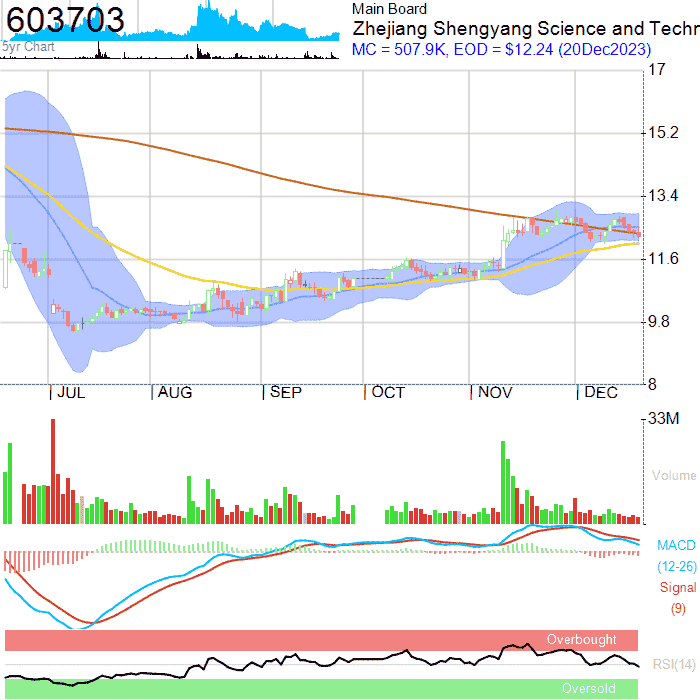 603703
5yr Chart
Main Board
Zhejiang Shengyang Science and Techn
MC = 507.9K, EOD = $12.24 (20Dec2023)
17
15.2
13.4
11.6
9.8
8
JUL AUG SEP OCT NOV DEC
33M
Volume
MACD
(12-26)
Signal
(9)
Overbought
RSI(14)
Oversold